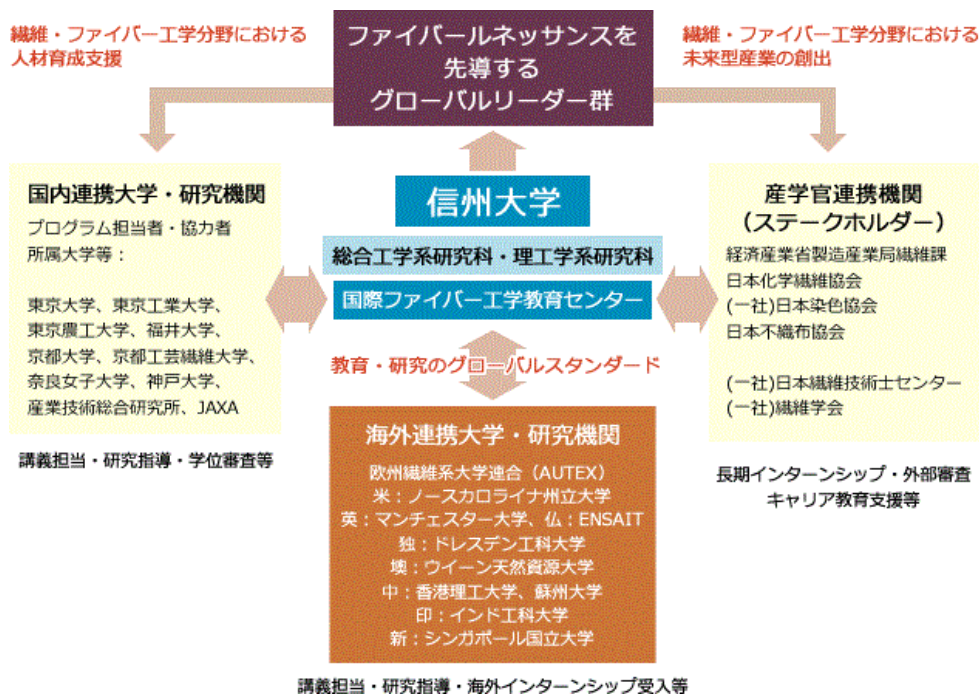 繊維・ファイバー工学分野における
人材育成支援
ファイバールネッサンスを
先導する
グローバルリーダー群
繊維・ファイバー工学分野における
未来型産業の創出
国内連携大学・研究機関
プログラム担当者・協力者
所属大学等：
東京大学、東京工業大学、
東京農工大学、福井大学、
京都大学、京都工芸繊維大学、
奈良女子大学、神戸大学、
産業技術総合研究所、JAXA
講義担当・研究指導・学位審査等
信州大学
総合工学系研究科・理工学系研究科
国際ファイバー工学教育センター
教育・研究のグローバルスタンダード
産学官連携機関
（ステークホルダー）
経済産業省製造産業局繊維課
日本化学繊維協会
(一社)日本染色協会
日本不織布協会
(一社)日本繊維技術士センター
(一社)繊維学会
長期インターンシップ・外部審査
キャリア教育支援等
海外連携大学・研究機関
欧州繊維系大学連合（AUTEX）
米：ノースカロライナ州立大学
英：マンチェスター大学、仏：ENSAIT
独：ドレスデン工科大学
墺：ウイーン天然資源大学
中：香港理工大学、蘇州大学
印：インド工科大学
新：シンガポール国立大学
講義担当・研究指導・海外インターンシップ受入等